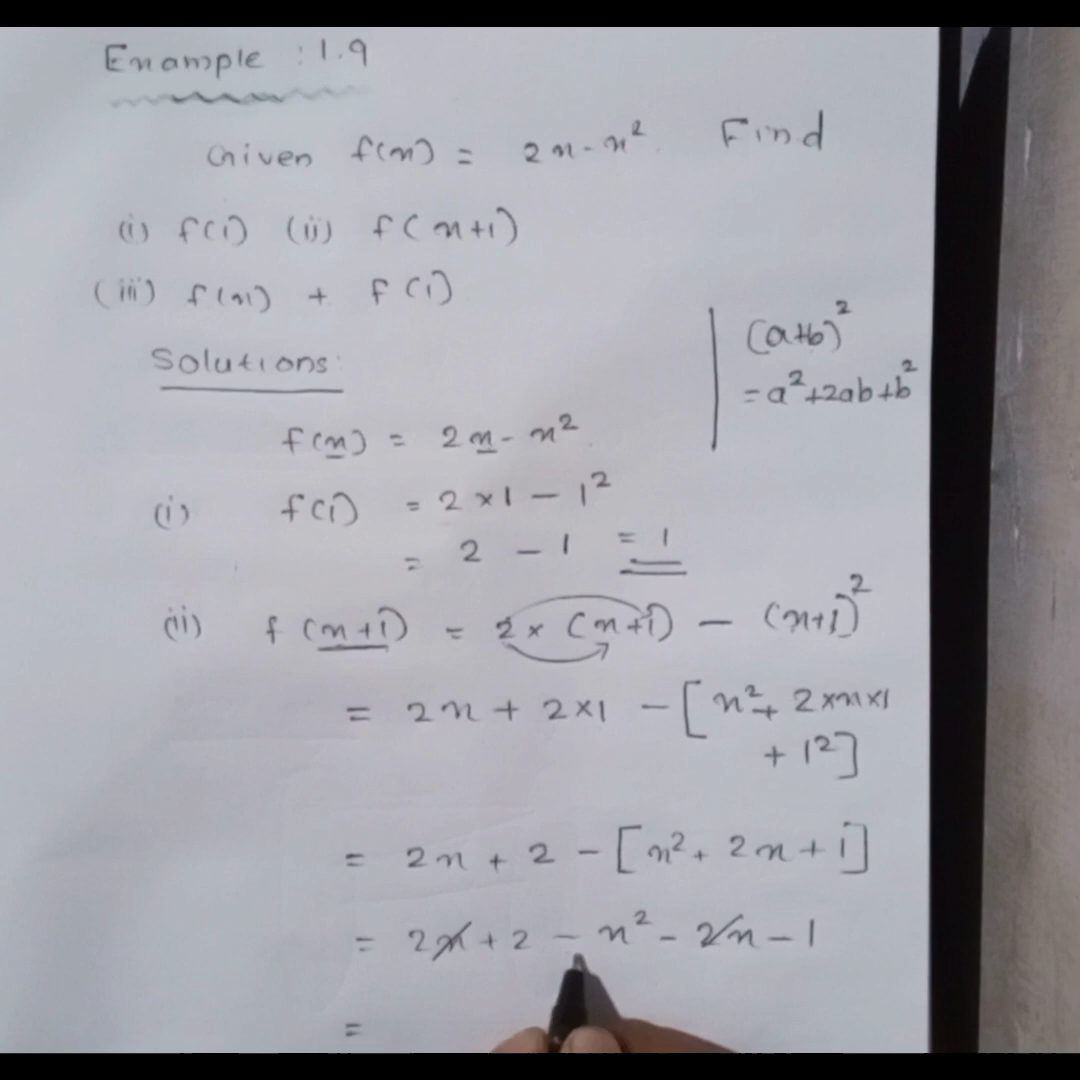 Example : 1.9
Given f(x) = 2x - x². Find
(i) f(1) (ii) f(x+1)
(iii) f(x) + f(1)
(a+b)²
= a²+2ab+b²
Solutions:
f(x) = 2x - x²
(i) f(1) = 2×1 - 1²
= 2 - 1 = 1
(ii) f(x+1) = 2×(x+1) - (x+1)²
= 2x + 2×1 - [x²+ 2×x×1
+ 1²]
= 2x + 2 - [x²+ 2x + 1]
= 2x + 2 - x² - 2x - 1
=